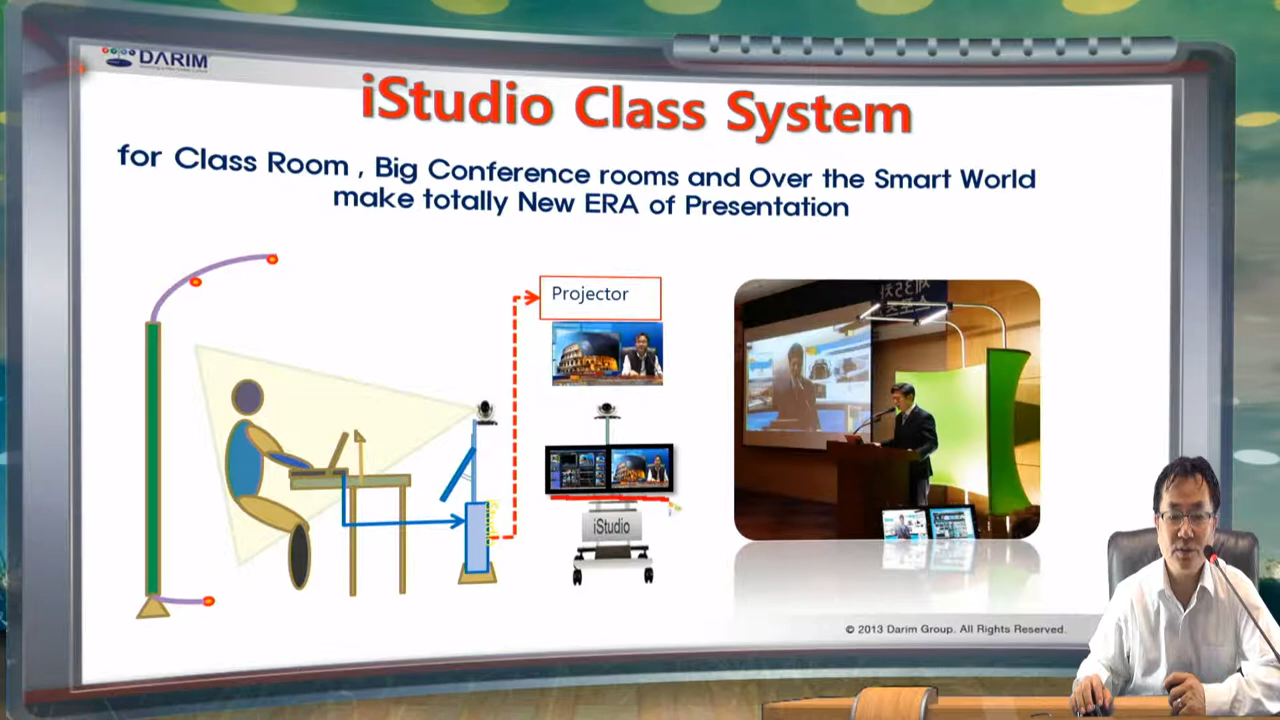 DARIM
iStudio Class System
for Class Room , Big Conference rooms and Over the Smart World
make totally New ERA of Presentation
Projector
iStudio
© 2013 Darim Group. All Rights Reserved.